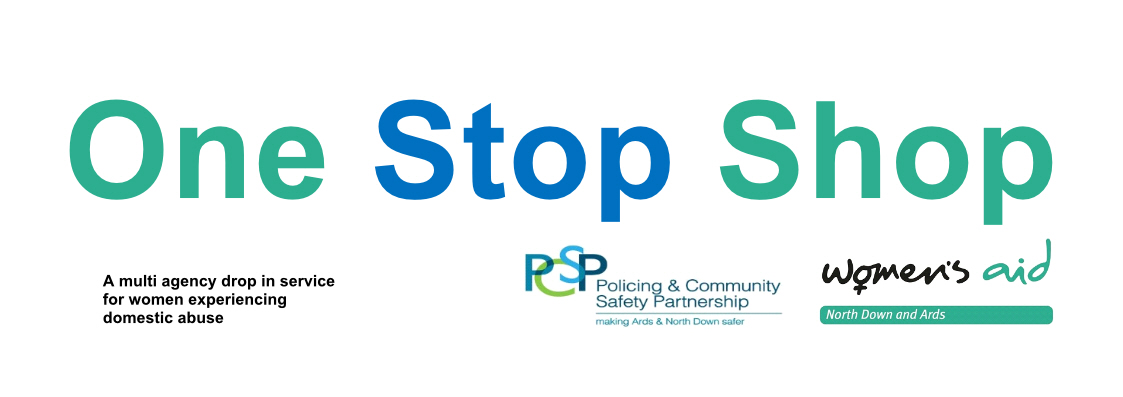 One Stop Shop
A multi agency drop in service
for women experiencing
domestic abuse
PCSP
Policing & Community
Safety Partnership
making Ards & North Down safer
women's aid
North Down and Ards